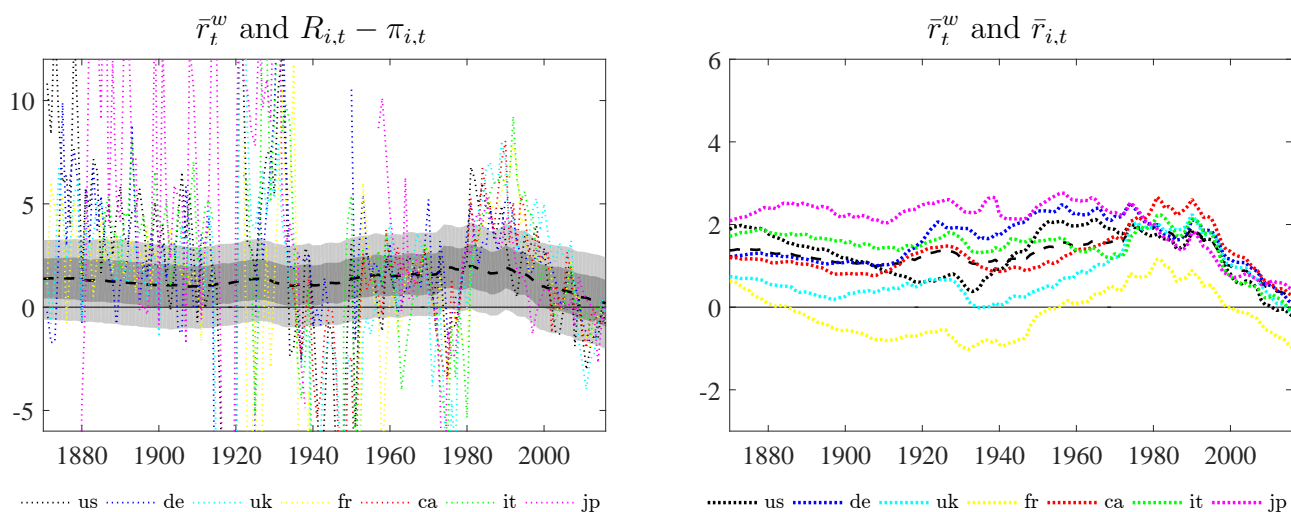 r̄ₜʷ and Rᵢ,ₜ − πᵢ,ₜ
10
5
0
-5
1880 1900 1920 1940 1960 1980 2000
us de uk fr ca it jp
r̄ₜʷ and r̄ᵢ,ₜ
6
4
2
0
-2
1880 1900 1920 1940 1960 1980 2000
us de uk fr ca it jp